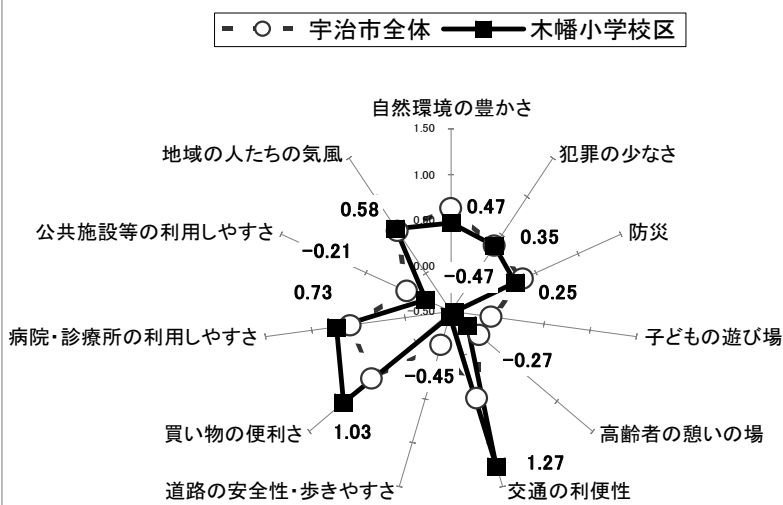 宇治市全体 木幡小学校区
自然環境の豊かさ
1.50
地域の人たちの気風 犯罪の少なさ
1.00
0.58 0.47
0.50
公共施設等の利用しやすさ 0.35 防災
-0.21
0.00 -0.47
0.73 0.25
-0.50
病院・診療所の利用しやすさ 子どもの遊び場
-0.45 -0.27
買い物の便利さ 高齢者の憩いの場
1.03
1.27
道路の安全性・歩きやすさ 交通の利便性